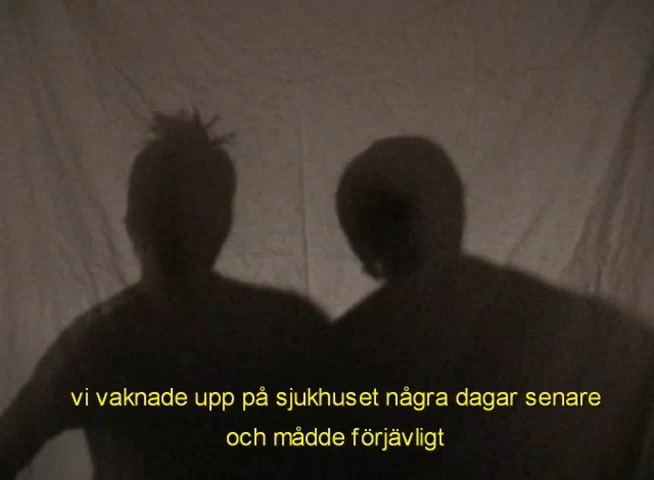 vi vaknade upp på sjukhuset några dagar senare
och mådde förjävligt